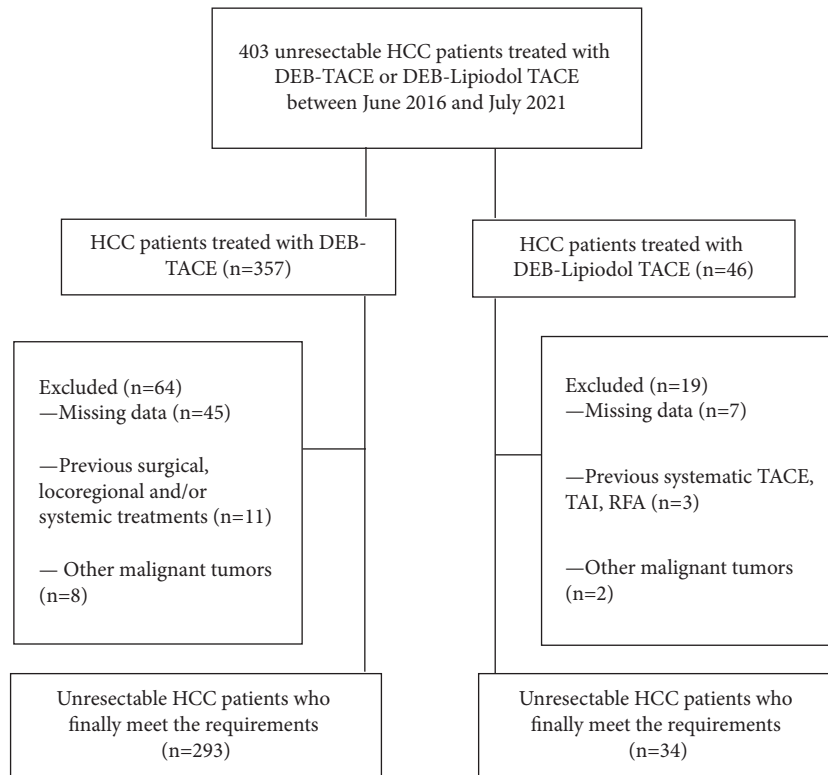 403 unresectable HCC patients treated with
DEB-TACE or DEB-Lipiodol TACE
between June 2016 and July 2021
HCC patients treated with DEB-
TACE (n=357)
HCC patients treated with
DEB-Lipiodol TACE (n=46)
Excluded (n=64)
—Missing data (n=45)
—Previous surgical,
locoregional and/or
systemic treatments (n=11)
— Other malignant tumors
(n=8)
Excluded (n=19)
—Missing data (n=7)
—Previous systematic TACE,
TAI, RFA (n=3)
—Other malignant tumors
(n=2)
Unresectable HCC patients who
finally meet the requirements
(n=293)
Unresectable HCC patients who
finally meet the requirements
(n=34)